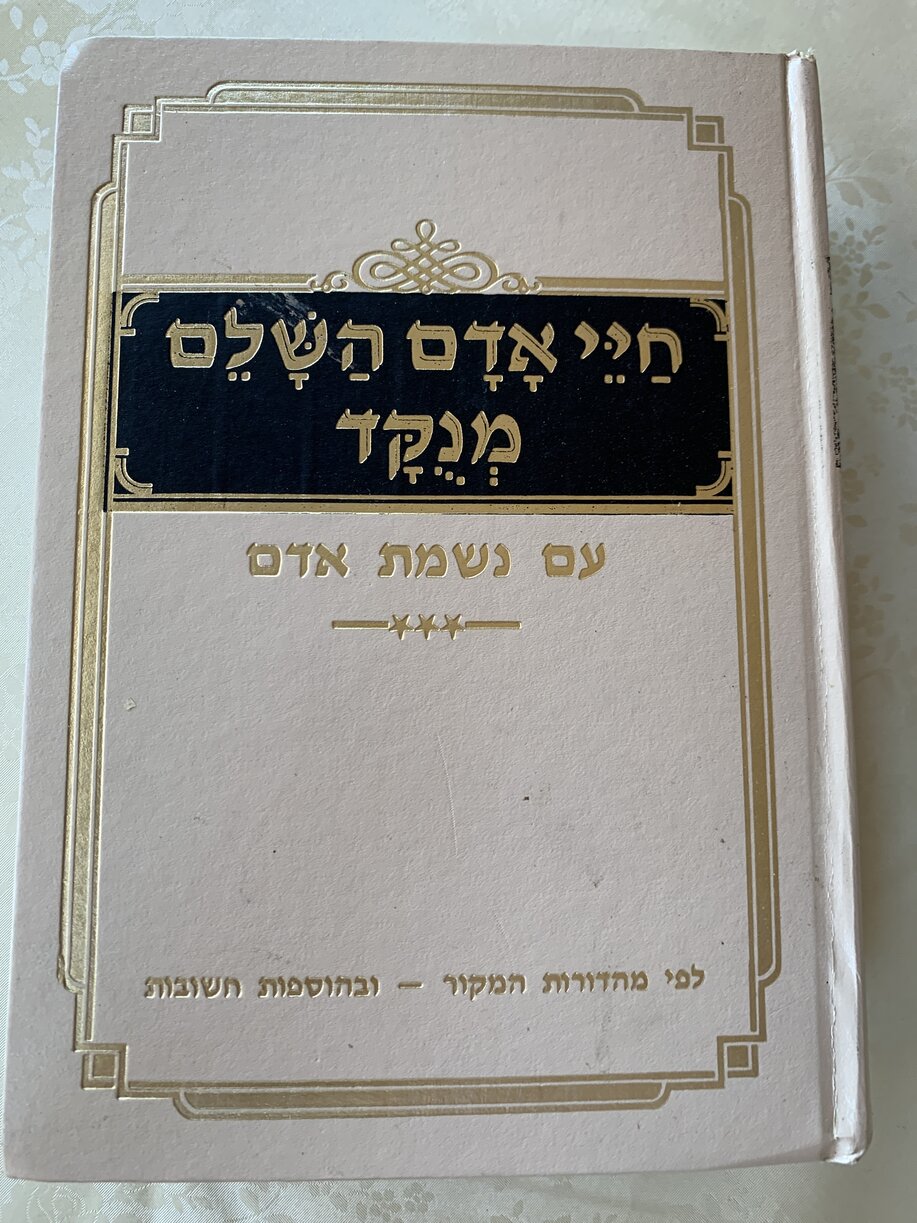 חַיֵּי אָדָם הַשָּׁלֵם
מְנֻקָּד
עם נשמת אדם
לפי מהדורות המקור – ובהוספות חשובות